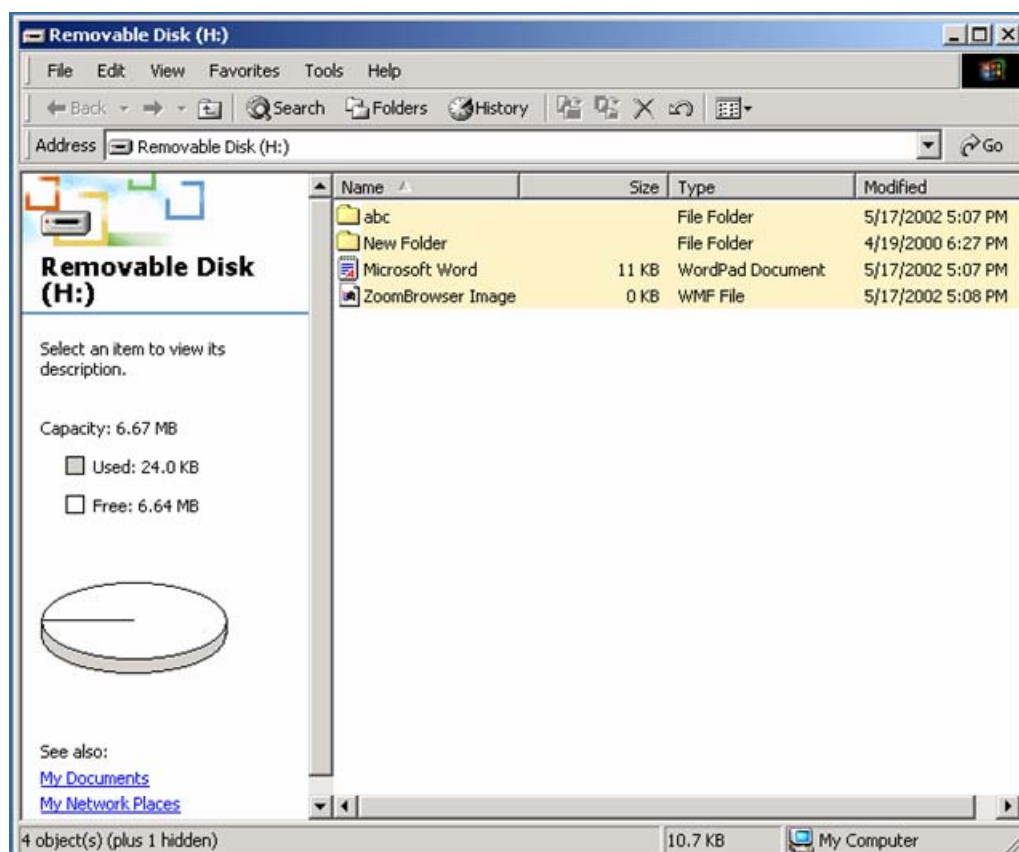 Removable Disk (H:)
File Edit View Favorites Tools Help
Back Search Folders History
Address Removable Disk (H:) Go
Removable Disk
(H:)
Select an item to view its
description.
Capacity: 6.67 MB
Used: 24.0 KB
Free: 6.64 MB
See also:
My Documents
My Network Places
Name Size Type Modified
abc File Folder 5/17/2002 5:07 PM
New Folder File Folder 4/19/2000 6:27 PM
Microsoft Word 11 KB WordPad Document 5/17/2002 5:07 PM
ZoomBrowser Image 0 KB WMF File 5/17/2002 5:08 PM
4 object(s) (plus 1 hidden) 10.7 KB My Computer